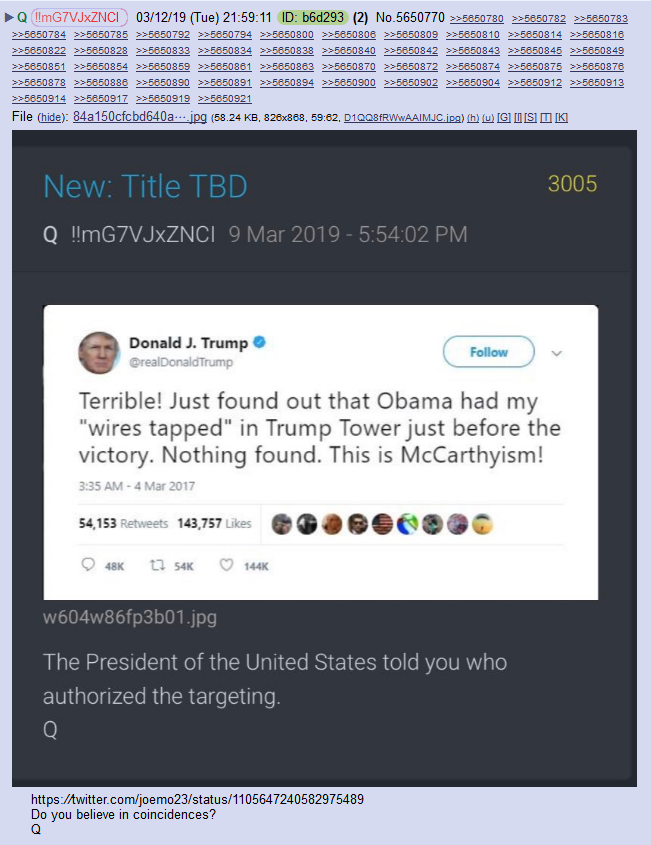 ▶ Q !!mG7VJxZNCI 03/12/19 (Tue) 21:59:11 ID: b6d293 (2) No.5650770 >>5650780 >>5650782 >>5650783
>>5650784 >>5650785 >>5650792 >>5650794 >>5650800 >>5650806 >>5650809 >>5650810 >>5650814 >>5650816
>>5650822 >>5650828 >>5650833 >>5650834 >>5650838 >>5650840 >>5650842 >>5650843 >>5650845 >>5650849
>>5650851 >>5650854 >>5650859 >>5650861 >>5650863 >>5650870 >>5650872 >>5650874 >>5650875 >>5650876
>>5650878 >>5650886 >>5650890 >>5650891 >>5650894 >>5650900 >>5650902 >>5650904 >>5650912 >>5650913
>>5650914 >>5650917 >>5650919 >>5650921
File (hide): 84a150cfcbd640a⋯.jpg (58.24 KB, 826x868, 59:62, D1QQ8fRWwAAIMJC.jpg) (h) (u) [G] [I] [S] [T] [K]
New: Title TBD 3005
Q !!mG7VJxZNCI 9 Mar 2019 - 5:54:02 PM
Donald J. Trump
@realDonaldTrump
Follow
Terrible! Just found out that Obama had my
"wires tapped" in Trump Tower just before the
victory. Nothing found. This is McCarthyism!
3:35 AM - 4 Mar 2017
54,153 Retweets 143,757 Likes
48K 54K 144K
w604w86fp3b01.jpg
The President of the United States told you who
authorized the targeting.
Q
https://twitter.com/joemo23/status/1105647240582975489
Do you believe in coincidences?
Q